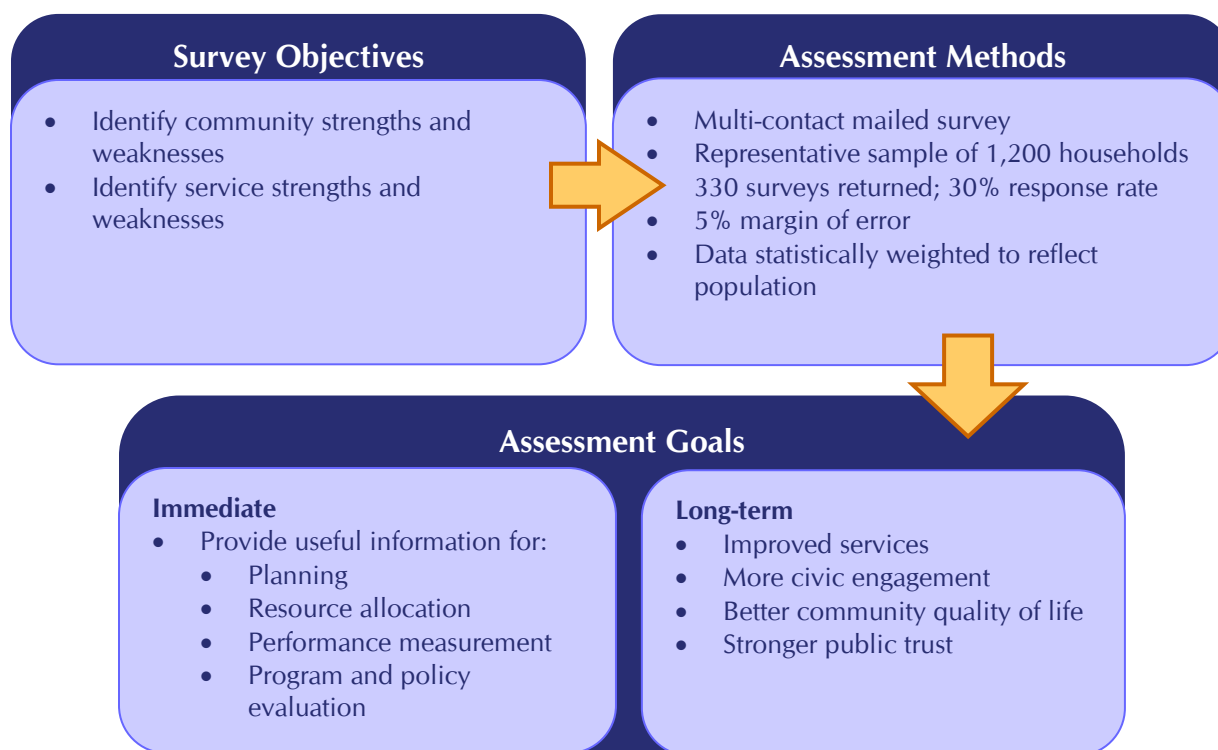 Survey Objectives
• Identify community strengths and
weaknesses
• Identify service strengths and
weaknesses
Assessment Methods
• Multi-contact mailed survey
• Representative sample of 1,200 households
• 330 surveys returned; 30% response rate
• 5% margin of error
• Data statistically weighted to reflect
population
Assessment Goals
Immediate
• Provide useful information for:
• Planning
• Resource allocation
• Performance measurement
• Program and policy
evaluation
Long-term
• Improved services
• More civic engagement
• Better community quality of life
• Stronger public trust